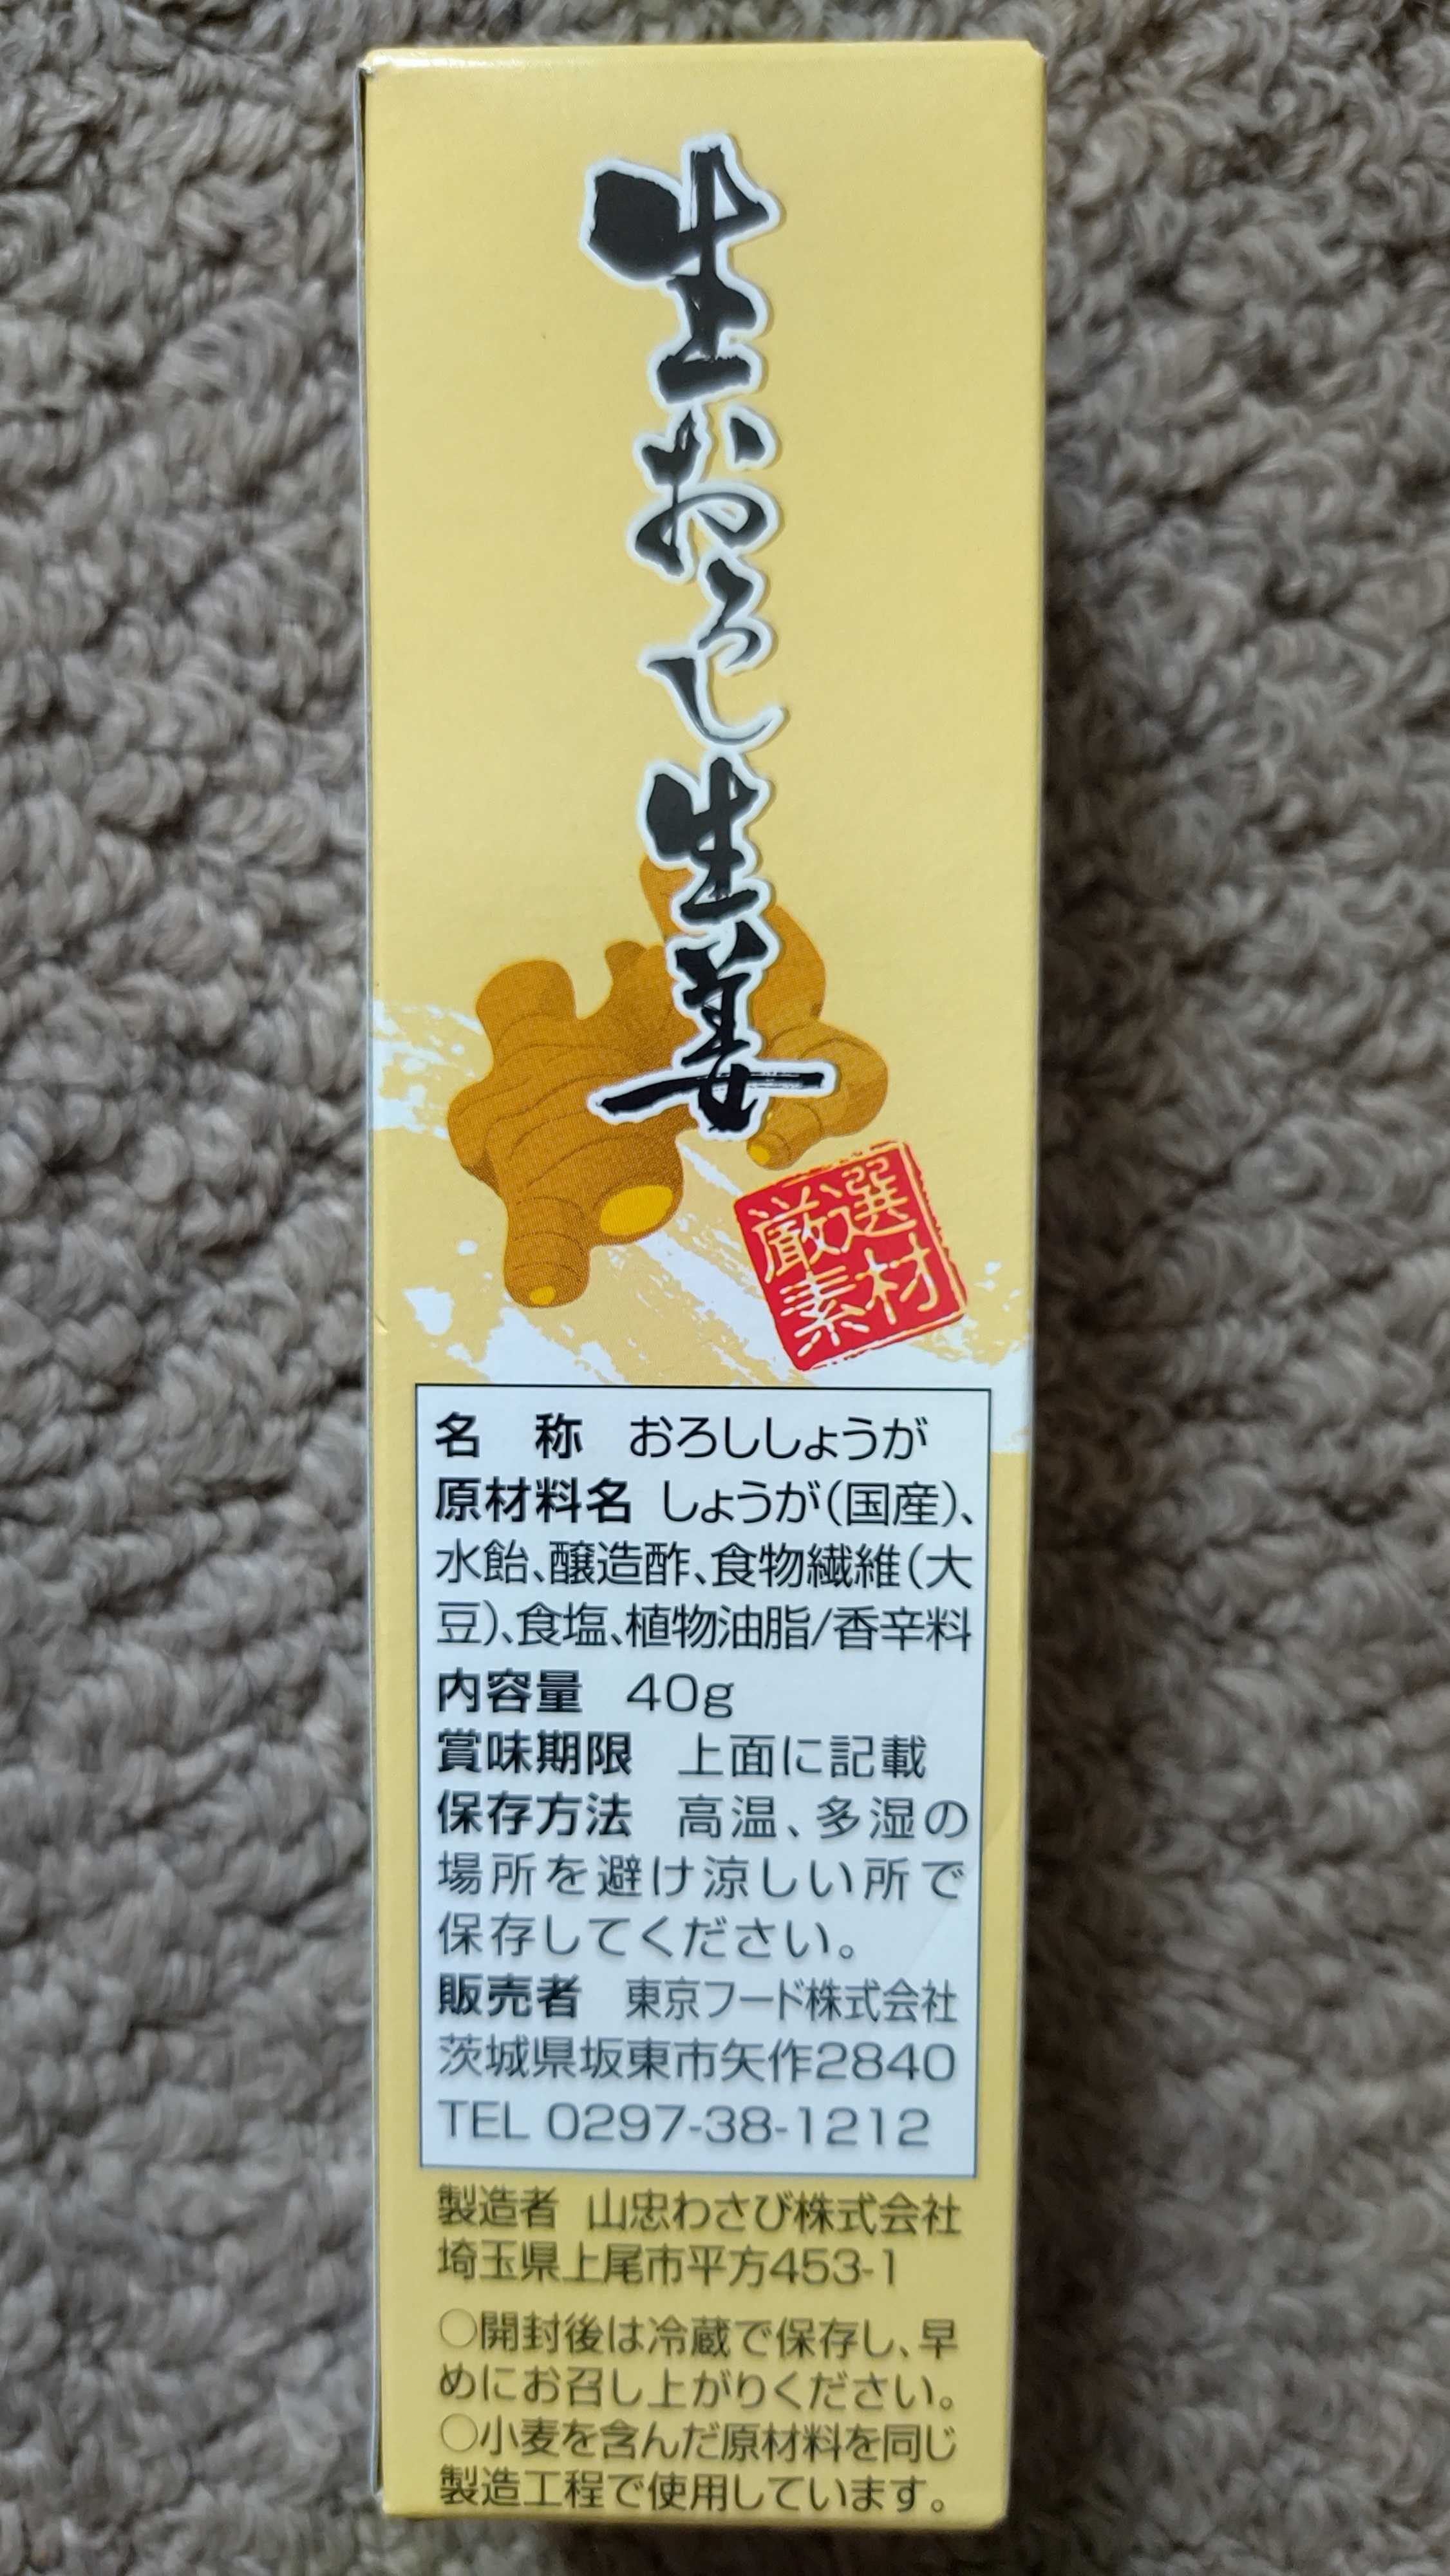 生おろし生姜
厳選
素材
名　称　おろししょうが
原材料名　しょうが(国産)、
水飴、醸造酢、食物繊維(大
豆)、食塩、植物油脂/香辛料
内容量　40g
賞味期限　上面に記載
保存方法　高温、多湿の
場所を避け涼しい所で
保存してください。
販売者　東京フード株式会社
茨城県坂東市矢作2840
TEL 0297-38-1212
製造者　山忠わさび株式会社
埼玉県上尾市平方453-1
○開封後は冷蔵で保存し、早
めにお召し上がりください。
○小麦を含んだ原材料を同じ
製造工程で使用しています。